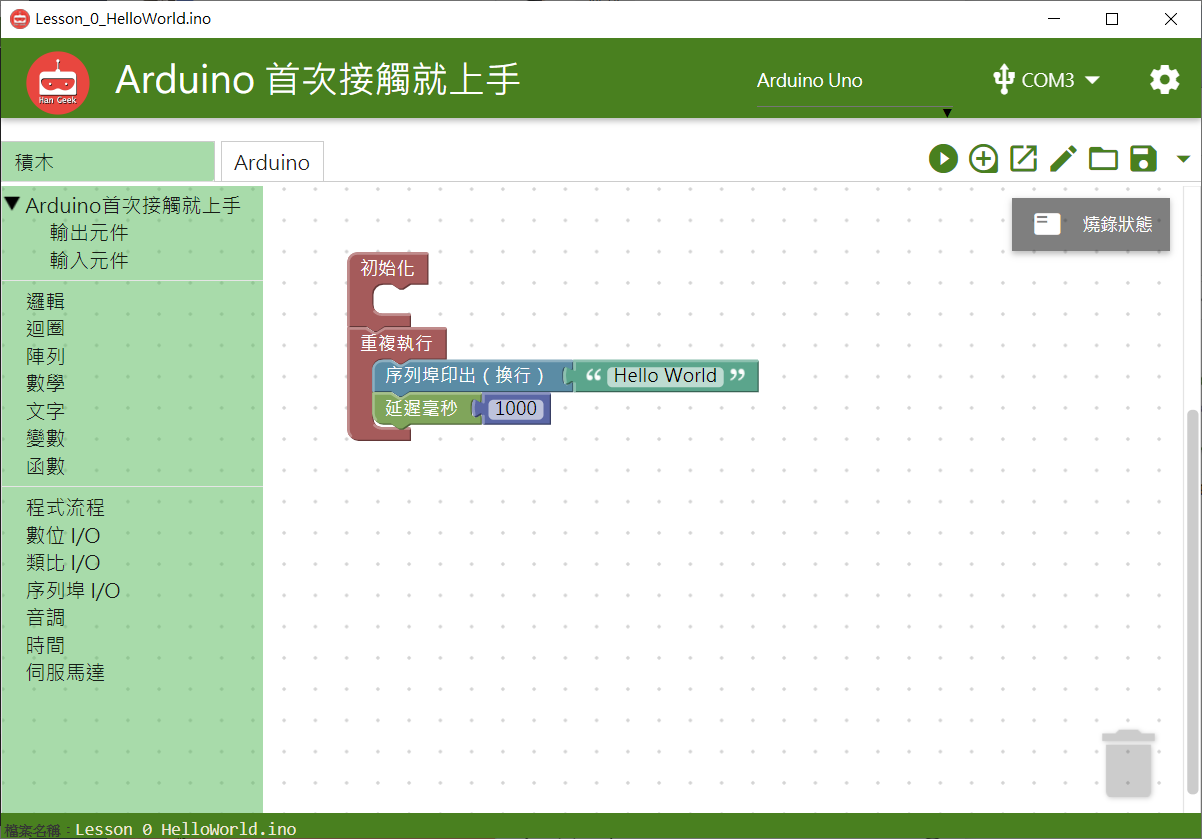 Lesson_0_HelloWorld.ino
Han Geek
Arduino 首次接觸就上手
Arduino Uno
COM3
積木
Arduino
Arduino首次接觸就上手
輸出元件
輸入元件
邏輯
迴圈
陣列
數學
文字
變數
函數
程式流程
數位 I/O
類比 I/O
序列埠 I/O
音調
時間
伺服馬達
燒錄狀態
初始化
重複執行
序列埠印出 ( 換行 ) “ Hello World ”
延遲毫秒 1000
檔案名稱：Lesson_0_HelloWorld.ino